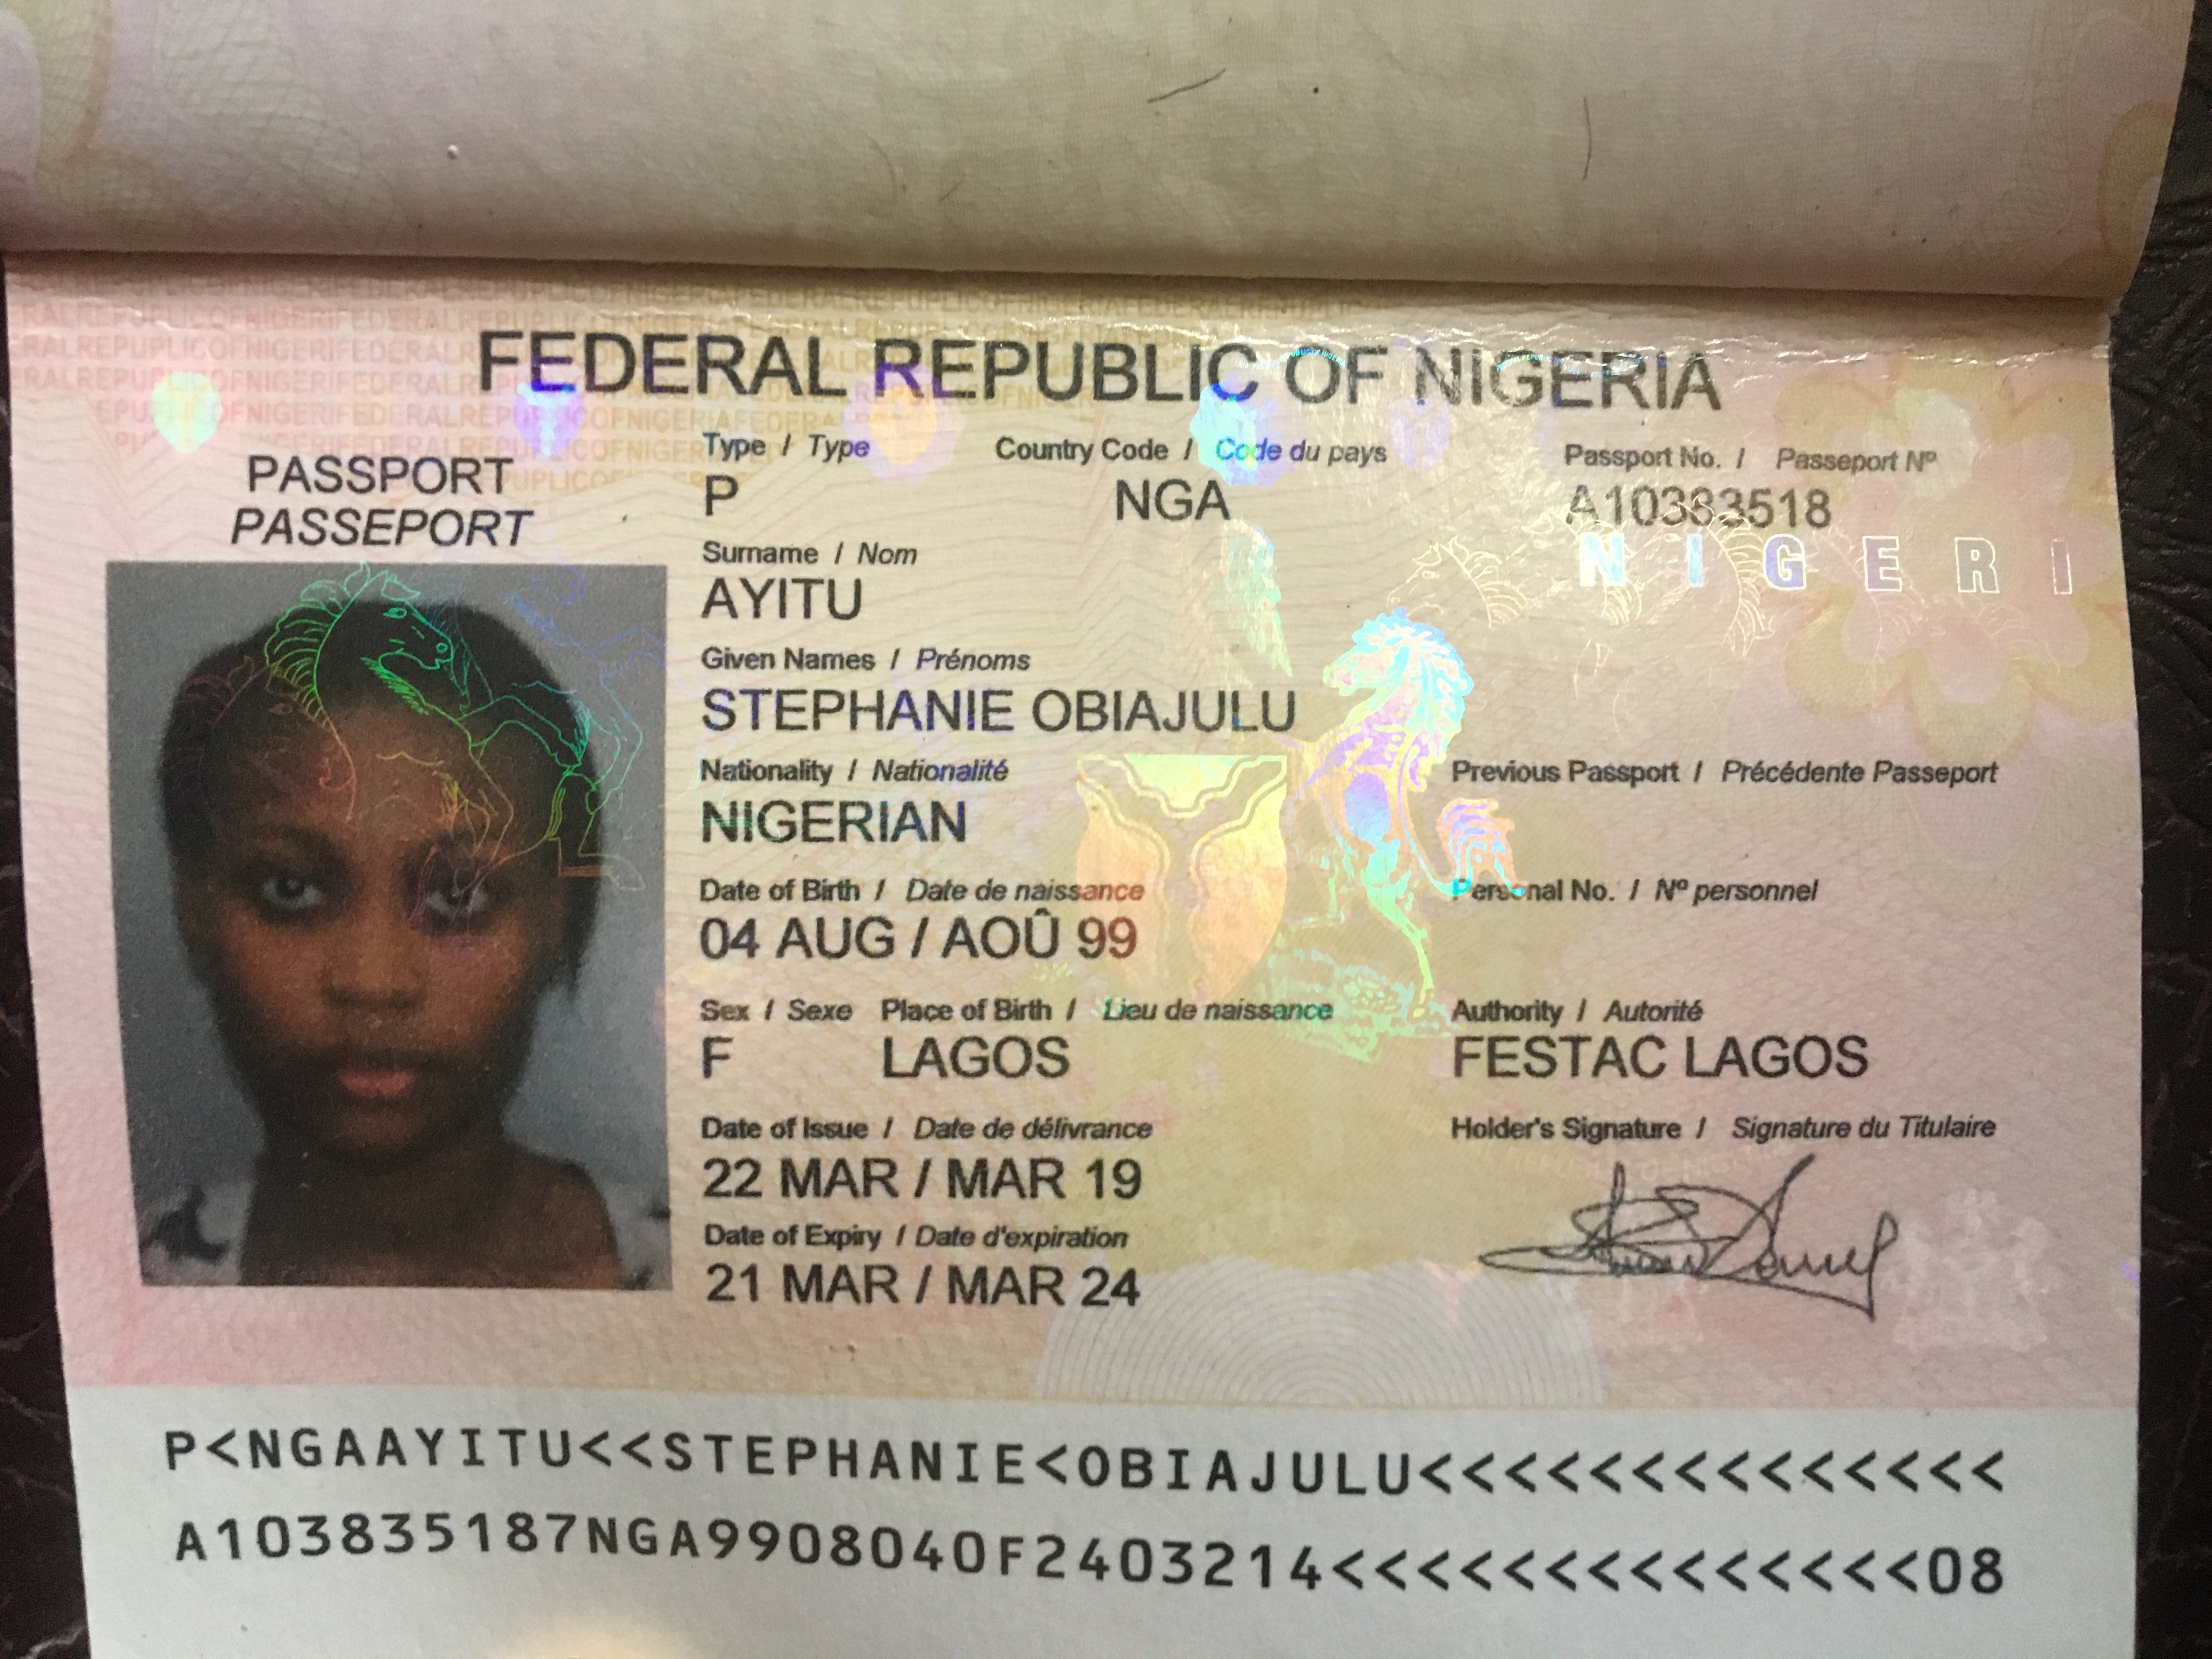 FEDERAL REPUBLIC OF NIGERIA
PASSPORT
PASSEPORT
Type / Type Country Code / Code du pays Passport No. / Passeport Nº
P NGA A10383518
N I G E R I
Surname / Nom
AYITU
Given Names / Prénoms
STEPHANIE OBIAJULU
Nationality / Nationalité Previous Passport / Précédente Passeport
NIGERIAN
Date of Birth / Date de naissance Personal No. / Nº personnel
04 AUG / AOÛ 99
Sex / Sexe Place of Birth / Lieu de naissance Authority / Autorité
F LAGOS FESTAC LAGOS
Date of Issue / Date de délivrance Holder's Signature / Signature du Titulaire
22 MAR / MAR 19
Date of Expiry / Date d'expiration
21 MAR / MAR 24
P<NGAAYITU<<STEPHANIE<OBIAJULU<<<<<<<<<<<<<<
A103835187NGA9908040F2403214<<<<<<<<<<<<<<08